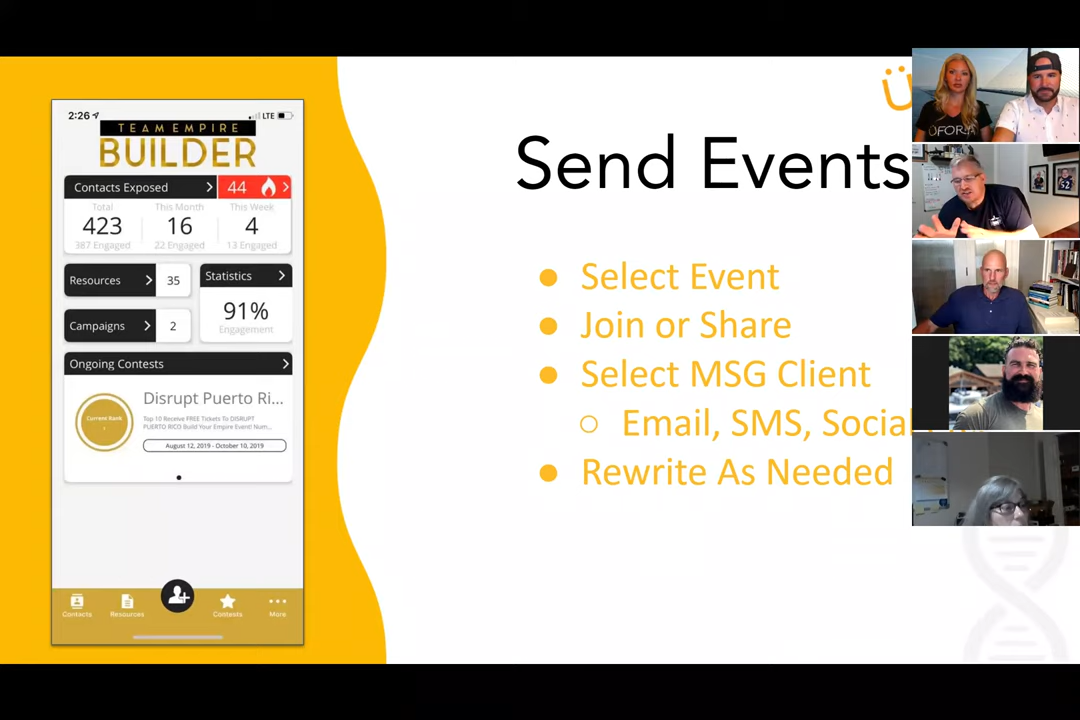 2:26
LTE
TEAM EMPIRE
BUILDER
Contacts Exposed
44
Total
This Month
This Week
423
16
4
387 Engaged
22 Engaged
13 Engaged
Resources
35
Statistics
91%
Engagement
Campaigns
2
Ongoing Contests
Current Rank
Disrupt Puerto Ri...
Top 10 Receive FREE Tickets To DISRUPT
PUERTO RICO Build Your Empire Event! Num...
August 12, 2019 - October 10, 2019
Contacts
Resources
Contests
More
Send Events
● Select Event
● Join or Share
● Select MSG Client
○ Email, SMS, Social
● Rewrite As Needed